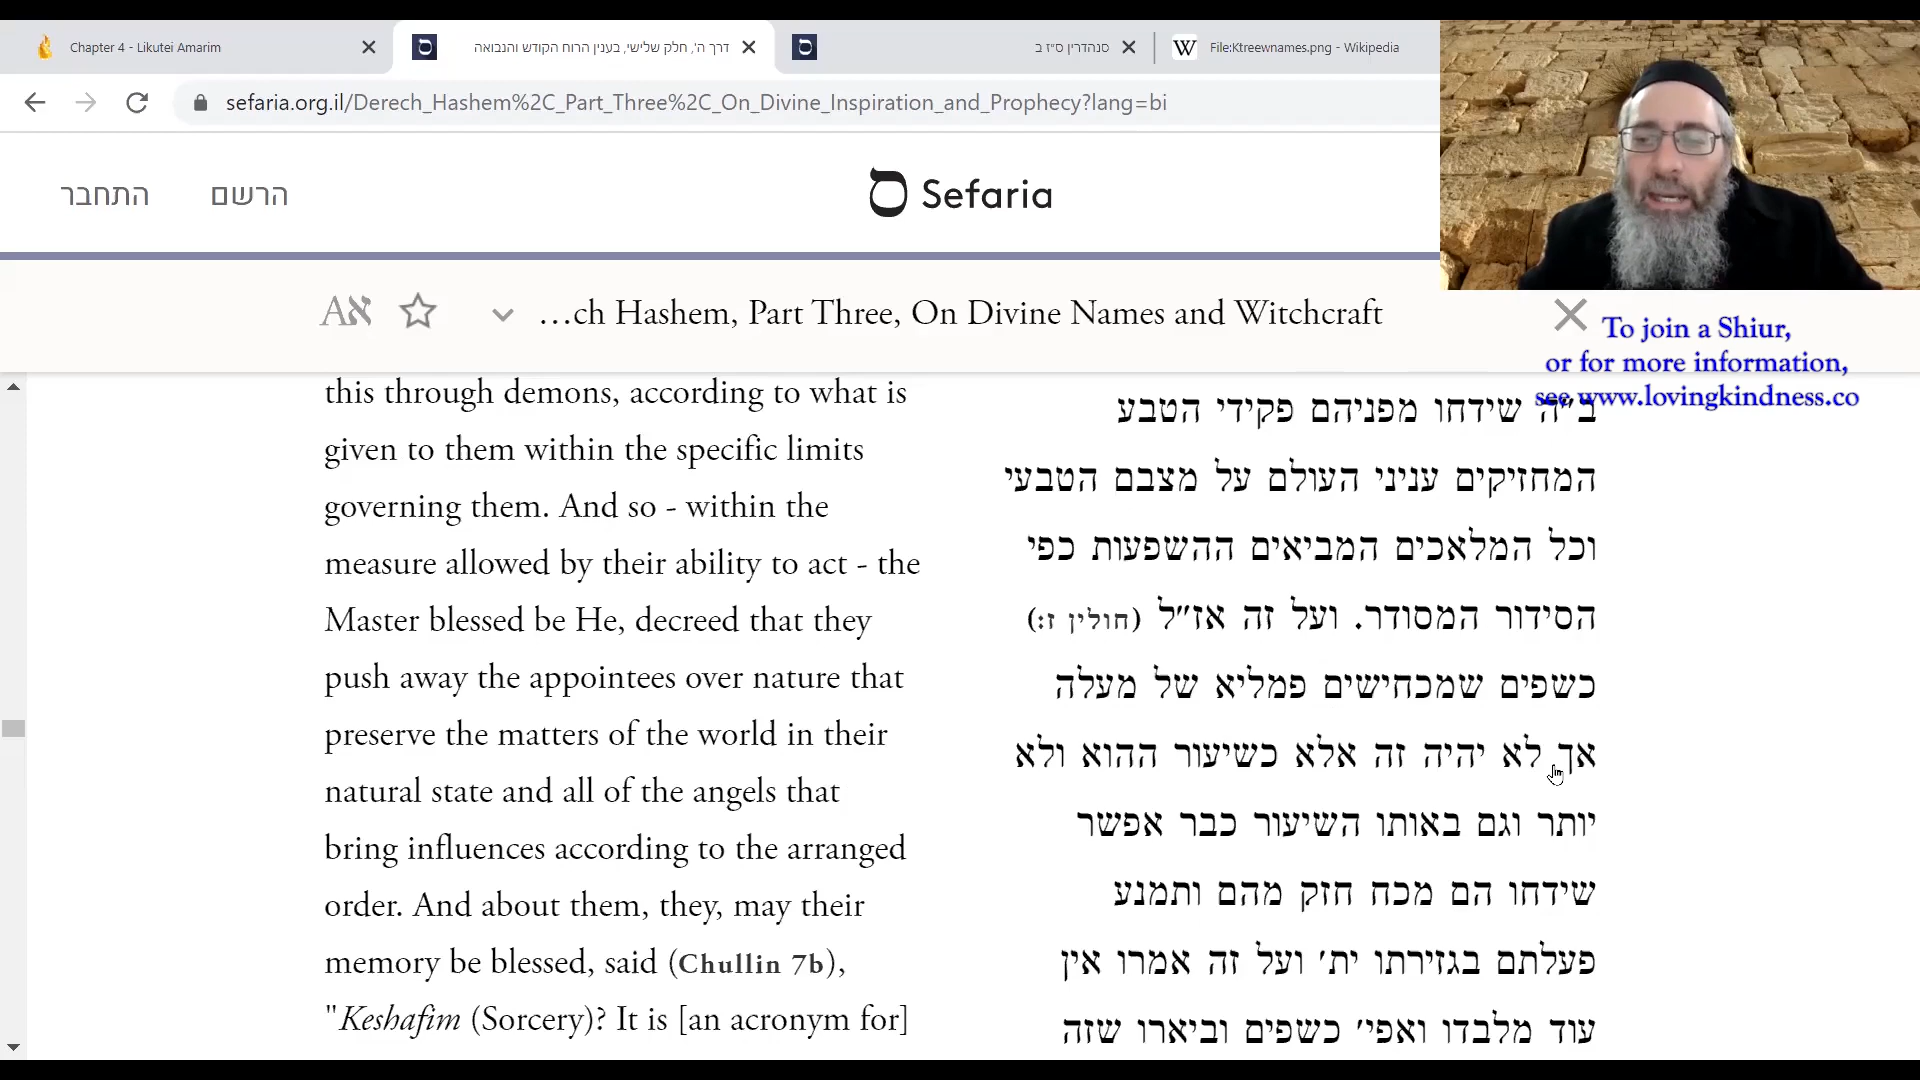 Chapter 4 - Likutei Amarim
דרך ה', חלק שלישי, בענין הרוח הקודש והנבואה
סנהדרין ס״ז ב
File:Ktreewnames.png - Wikipedia
sefaria.org.il/Derech_Hashem%2C_Part_Three%2C_On_Divine_Inspiration_and_Prophecy?lang=bi
התחבר
הרשם
Sefaria
…ch Hashem, Part Three, On Divine Names and Witchcraft
To join a Shiur,
or for more information,
see www.lovingkindness.co
this through demons, according to what is
given to them within the specific limits
governing them. And so - within the
measure allowed by their ability to act - the
Master blessed be He, decreed that they
push away the appointees over nature that
preserve the matters of the world in their
natural state and all of the angels that
bring influences according to the arranged
order. And about them, they, may their
memory be blessed, said (Chullin 7b),
"Keshafim (Sorcery)? It is [an acronym for]
ב״ה שידחו מפניהם פקידי הטבע
המחזיקים עניני העולם על מצבם הטבעי
וכל המלאכים המביאים ההשפעות כפי
הסידור המסודר. ועל זה אז״ל (חולין ז:)
כשפים שמכחישים פמליא של מעלה
אך לא יהיה זה אלא כשיעור ההוא ולא
יותר וגם באותו השיעור כבר אפשר
שידחו הם מכח חזק מהם ותמנע
פעלתם בגזירתו ית׳ ועל זה אמרו אין
עוד מלבדו ואפי׳ כשפים וביארו שזה